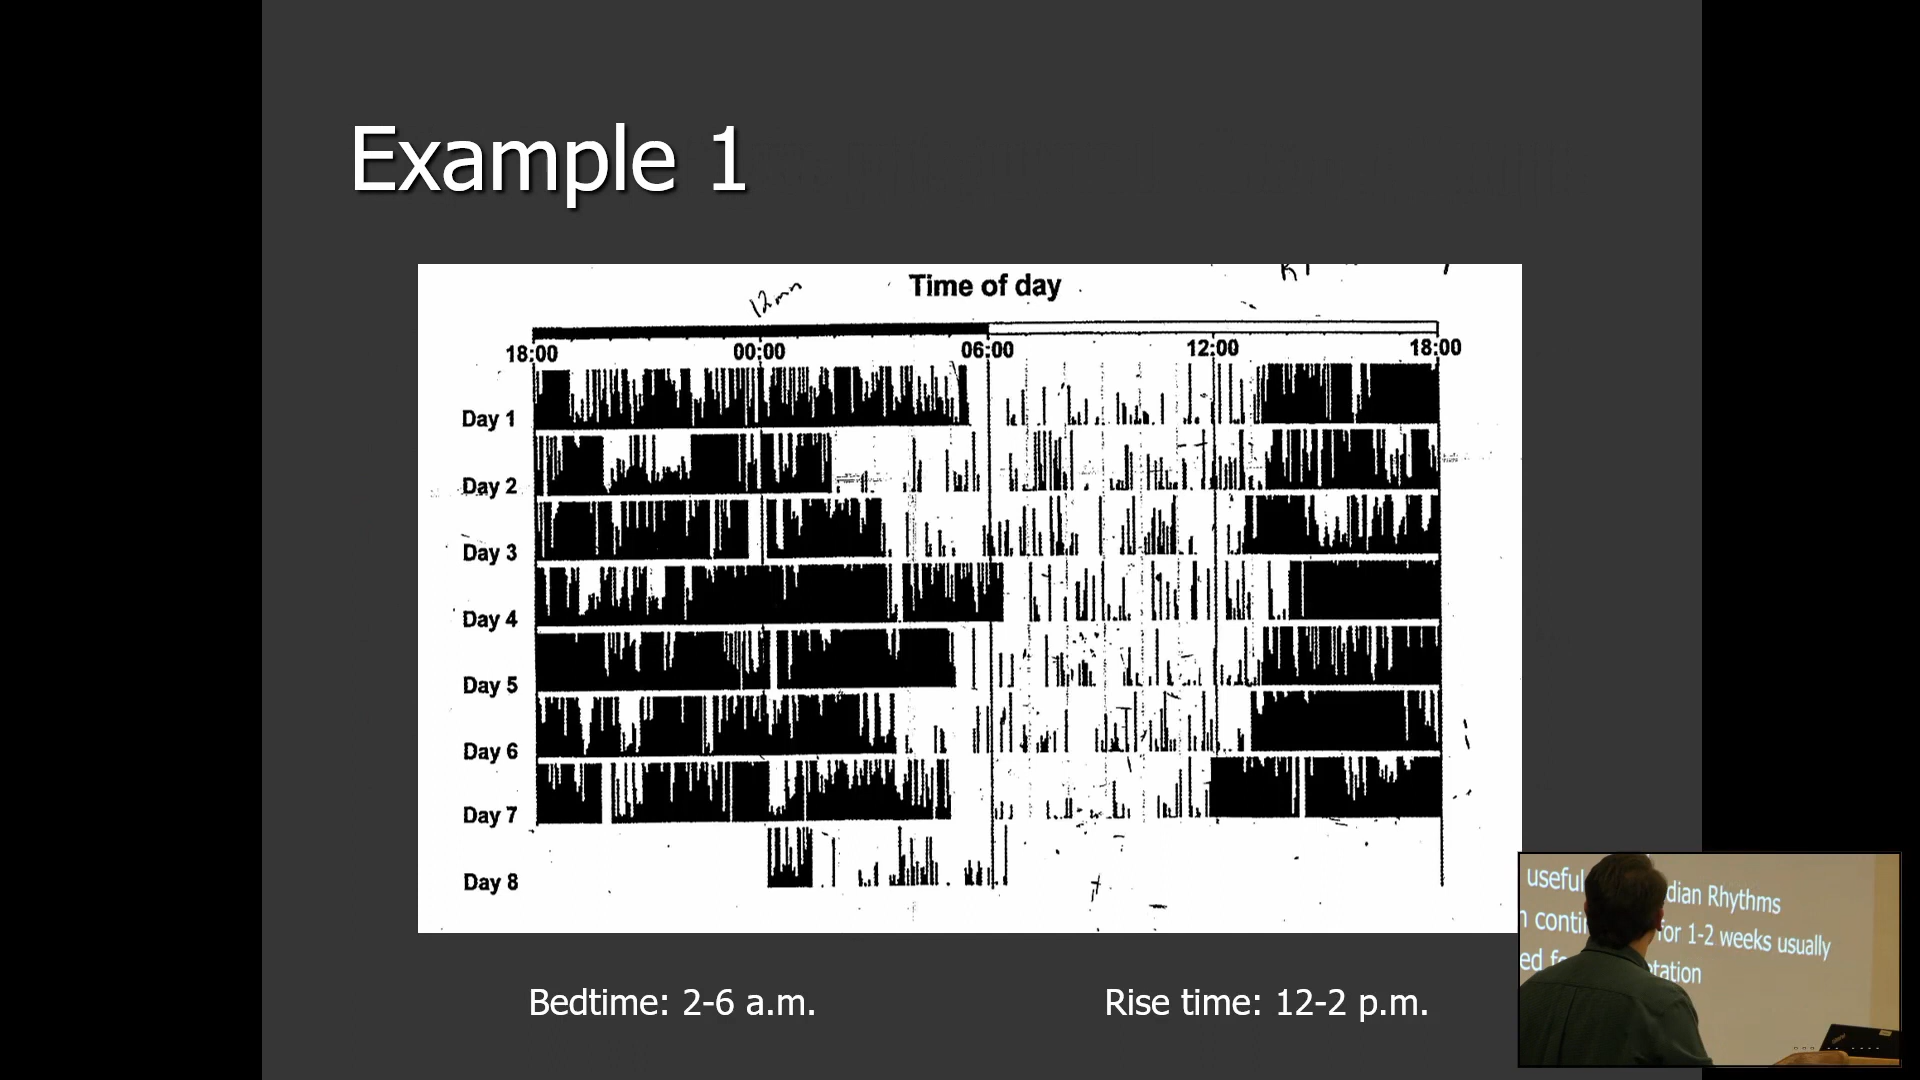 Example 1
12mn
Time of day
18:00 00:00 06:00 12:00 18:00
Day 1
Day 2
Day 3
Day 4
Day 5
Day 6
Day 7
Day 8
Bedtime: 2-6 a.m.
Rise time: 12-2 p.m.
useful dian Rhythms
n conti for 1-2 weeks usually
ed f tation